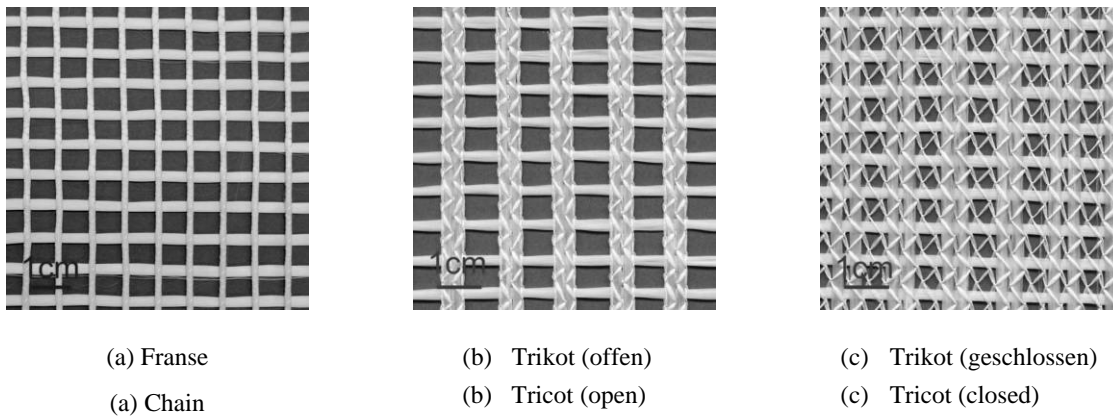 1cm
1cm
1cm
(a) Franse
(b) Trikot (offen)
(c) Trikot (geschlossen)
(a) Chain
(b) Tricot (open)
(c) Tricot (closed)